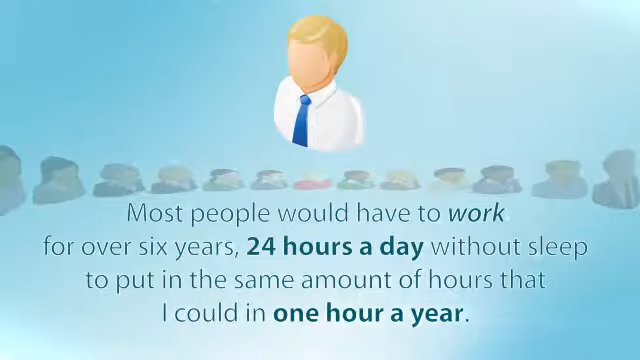 Most people would have to work
for over six years, 24 hours a day without sleep
to put in the same amount of hours that
I could in one hour a year.